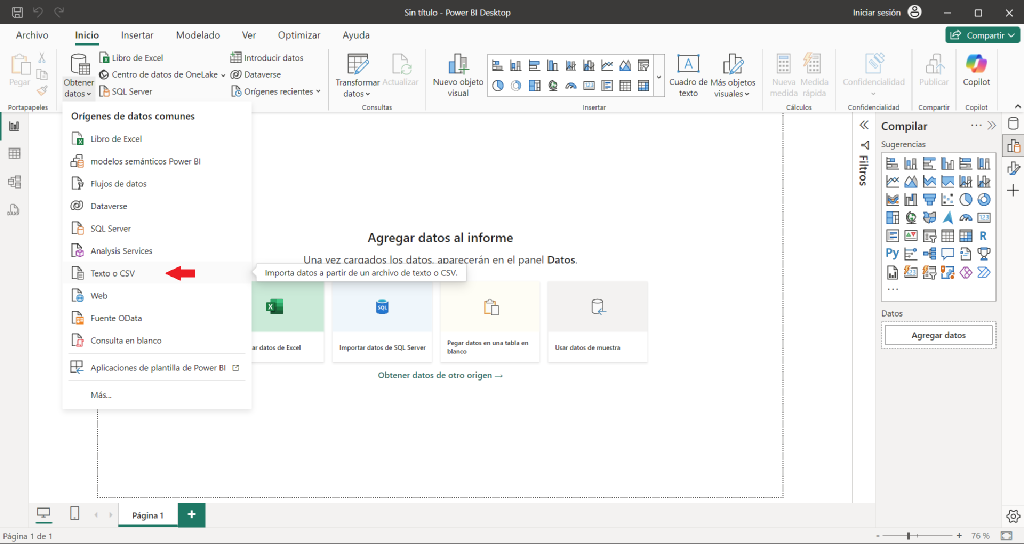 Sin título - Power BI Desktop
Iniciar sesión
Archivo
Inicio
Insertar
Modelado
Ver
Optimizar
Ayuda
Compartir
Pegar
Portapapeles
Obtener
datos
Libro de Excel
Centro de datos de OneLake
SQL Server
Introducir datos
Dataverse
Orígenes recientes
Transformar
datos
Actualizar
Consultas
Nuevo objeto
visual
Cuadro de
texto
Más objetos
visuales
Insertar
Nueva
medida
Medida
rápida
Cálculos
Confidencialidad
Confidencialidad
Publicar
Compartir
Copilot
Copilot
Orígenes de datos comunes
Libro de Excel
modelos semánticos Power BI
Flujos de datos
Dataverse
SQL Server
Analysis Services
Texto o CSV
Web
Fuente OData
Consulta en blanco
Aplicaciones de plantilla de Power BI
Más...
Importa datos a partir de un archivo de texto o CSV.
Agregar datos al informe
Una vez cargados los datos, aparecerán en el panel Datos.
SQL
datos de Excel
Importar datos de SQL Server
Pegar datos en una tabla en
blanco
Usar datos de muestra
Obtener datos de otro origen →
Filtros
Compilar
Sugerencias
123
R
Py
...
Datos
Agregar datos
Página 1
Página 1 de 1
76 %